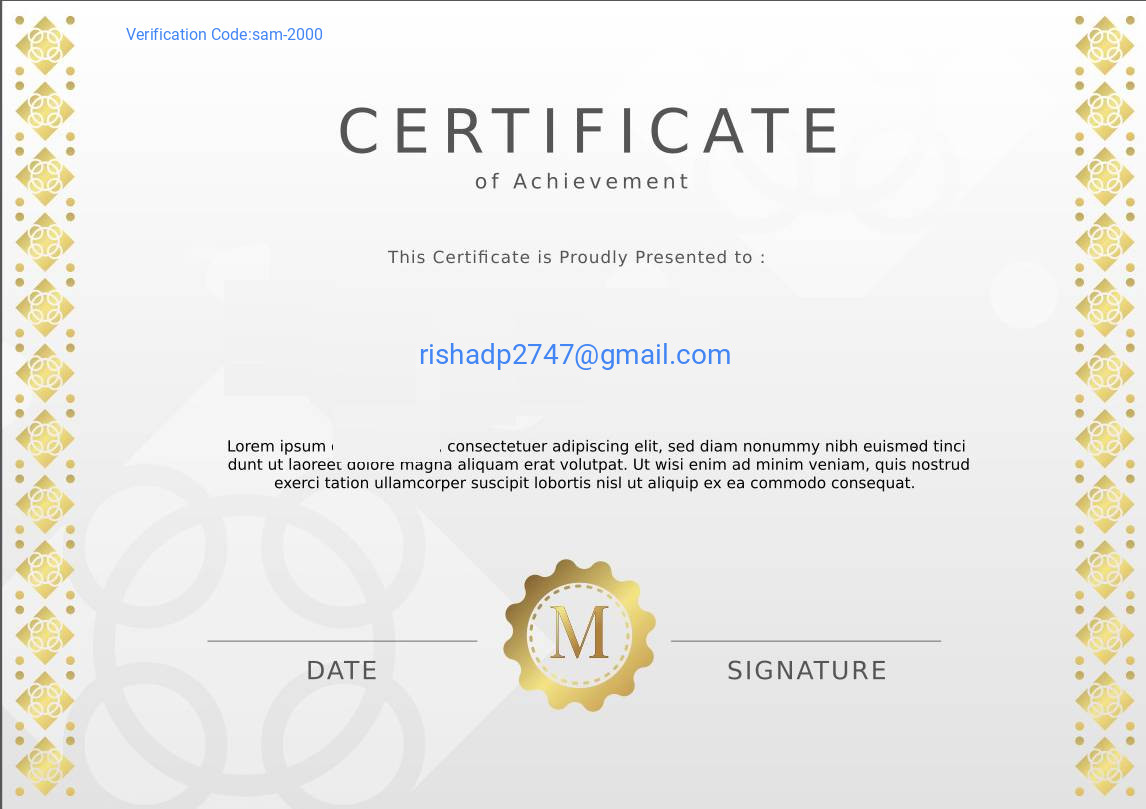 Verification Code:sam-2000
CERTIFICATE
of Achievement
This Certificate is Proudly Presented to :
rishadp2747@gmail.com
Lorem ipsum , consectetuer adipiscing elit, sed diam nonummy nibh euismod tinci
dunt ut laoreet dolore magna aliquam erat volutpat. Ut wisi enim ad minim veniam, quis nostrud
exerci tation ullamcorper suscipit lobortis nisl ut aliquip ex ea commodo consequat.
M
DATE
SIGNATURE